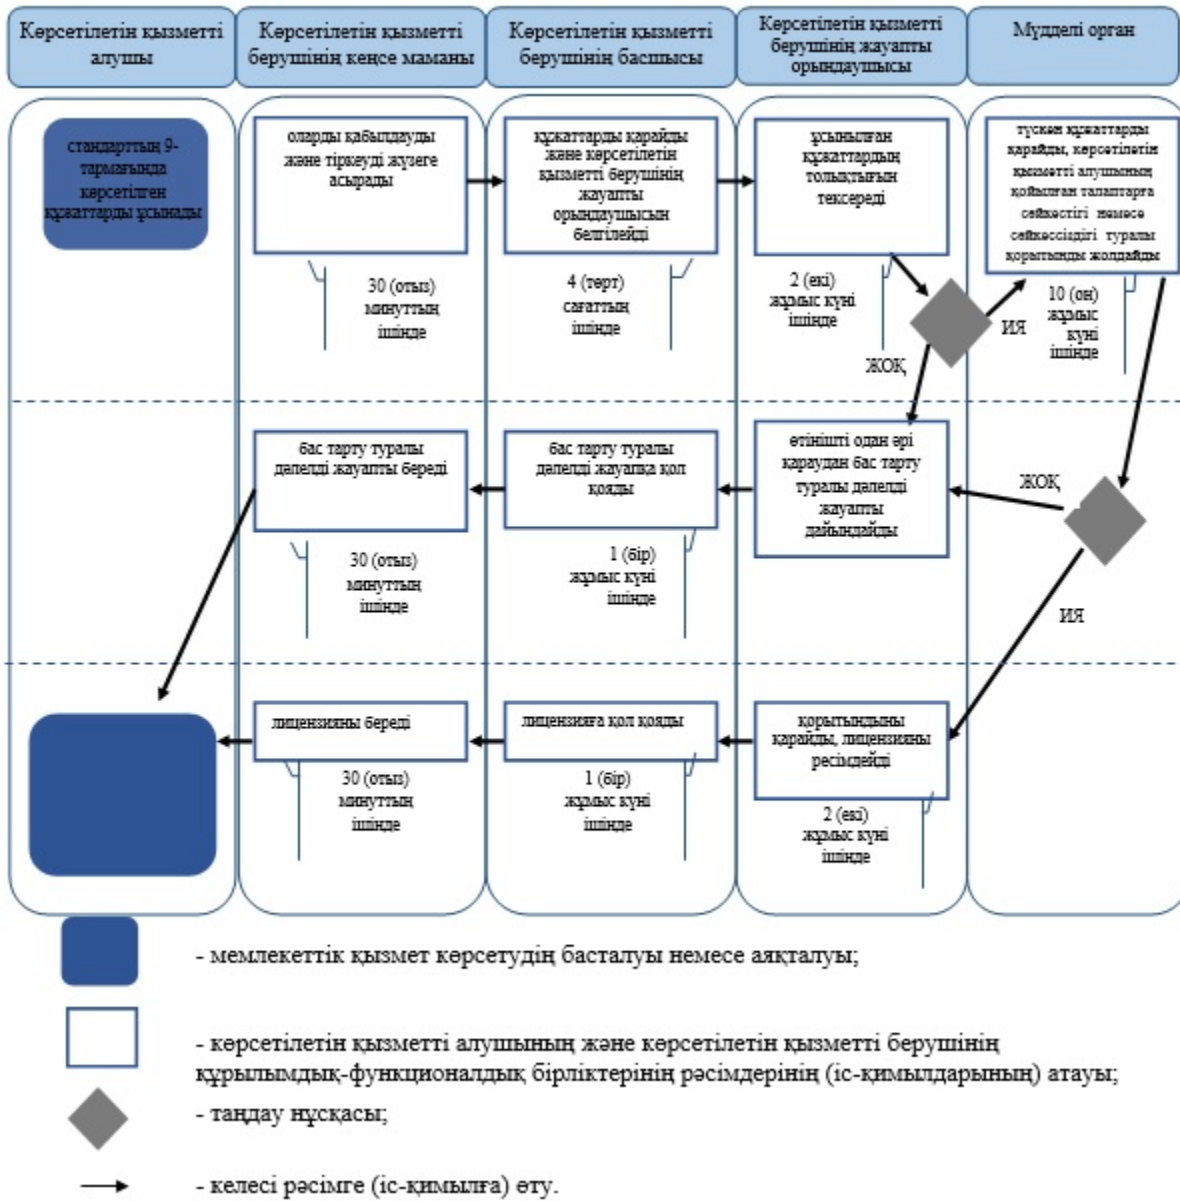 Көрсетілетін қызметті
алушы
Көрсетілетін қызметті
берушінің кеңсе маманы
Көрсетілетін қызметті
берушінің басшысы
Көрсетілетін қызметті
берушінің жауапты
орындаушысы
Мүдделі орган
стандарттың 9-
тармағында
көрсетілген
құжаттарды ұсынады
оларды қабылдауды
және тіркеуді жүзеге
асырады
құжаттарды қарайды
және көрсетілетін
қызметті берушінің
жауапты
орындаушысын
белгілейді
ұсынылған
құжаттардың
толықтығын
тексереді
түскен құжаттарды
қарайды, көрсетілетін
қызметті алушының
қойылған талаптарға
сәйкестігі немесе
сәйкессіздігі туралы
қорытынды жолдайды
30 (отыз)
минуттың
ішінде
4 (төрт)
сағаттың
ішінде
2 (екі)
жұмыс күні
ішінде
ИЯ
10 (он)
жұмыс
күні
ішінде
ЖОҚ
бас тарту туралы
дәлелді жауапты береді
бас тарту туралы
дәлелді жауапқа қол
қояды
өтінішті одан әрі
қараудан бас тарту
туралы дәлелді
жауапты
дайындайды
ЖОҚ
30 (отыз)
минуттың
ішінде
1 (бір)
жұмыс күні
ішінде
ИЯ
лицензияны береді
лицензияға қол қояды
қорытындыны
қарайды, лицензияны
ресімдейді
30 (отыз)
минуттың
ішінде
1 (бір)
жұмыс күні
ішінде
2 (екі)
жұмыс күні
ішінде
- мемлекеттік қызмет көрсетудің басталуы немесе аяқталуы;
- көрсетілетін қызметті алушының және көрсетілетін қызметті берушінің
құрылымдық-функционалдық бірліктерінің рәсімдерінің (іс-қимылдарының) атауы;
- таңдау нұсқасы;
- келесі рәсімге (іс-қимылға) өту.